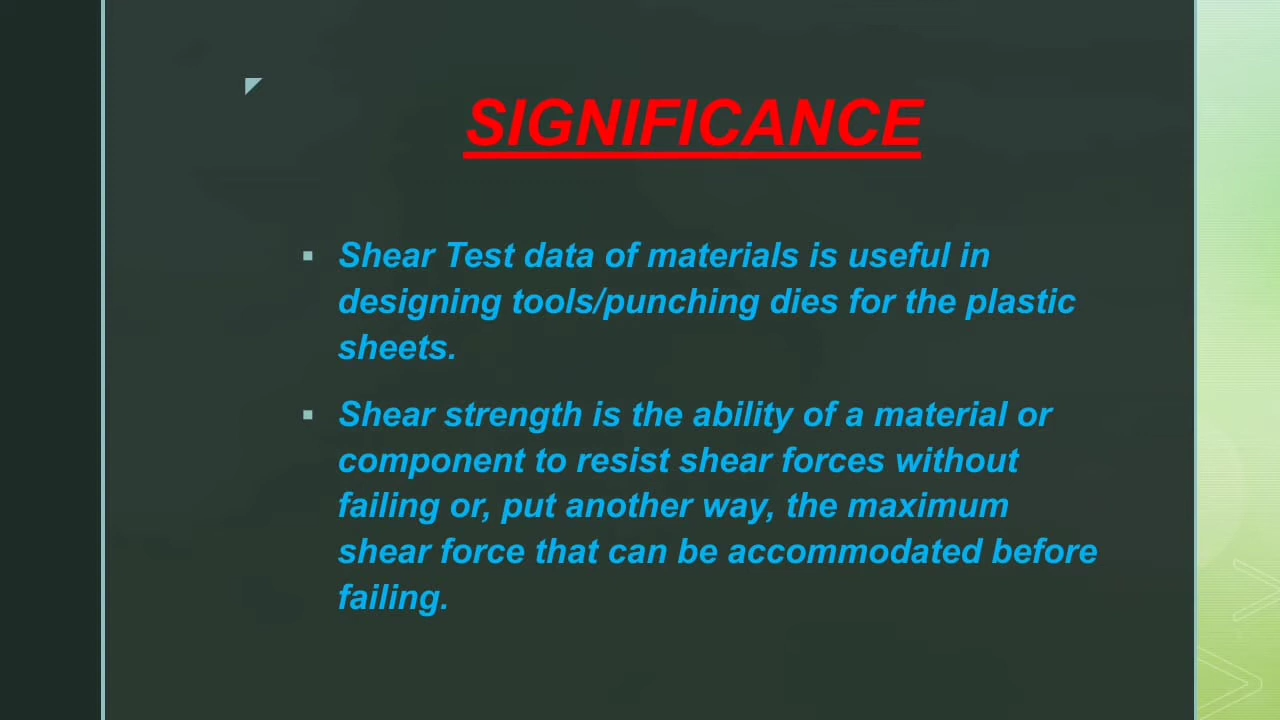 SIGNIFICANCE
▪ Shear Test data of materials is useful in
designing tools/punching dies for the plastic
sheets.
▪ Shear strength is the ability of a material or
component to resist shear forces without
failing or, put another way, the maximum
shear force that can be accommodated before
failing.